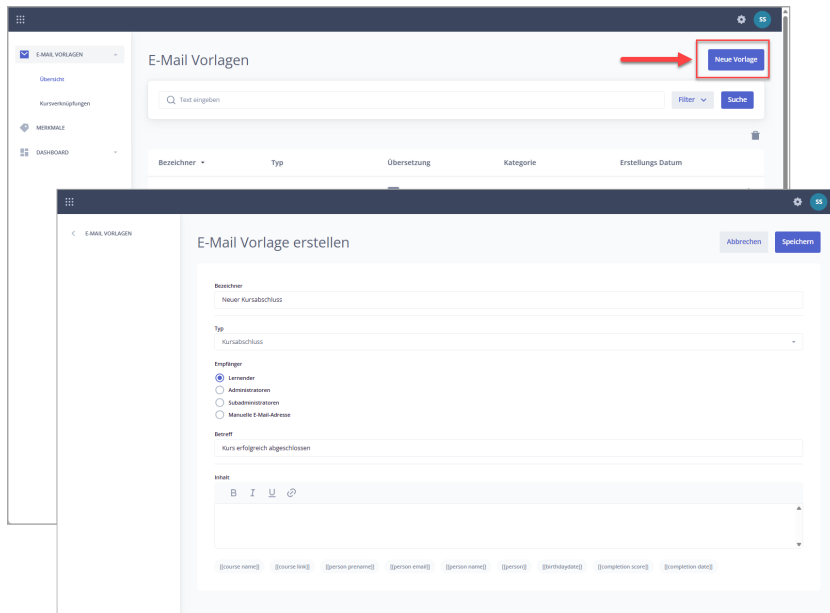 SS
E-MAIL VORLAGEN
E-Mail Vorlagen
Neue Vorlage
Übersicht
Text eingeben
Filter
Suche
Kursverknüpfungen
MERKMALE
DASHBOARD
Bezeichner
Typ
Übersetzung
Kategorie
Erstellungs Datum
SS
E-MAIL VORLAGEN
E-Mail Vorlage erstellen
Abbrechen
Speichern
Bezeichner
Neuer Kursabschluss
Typ
Kursabschluss
Empfänger
Lernender
Administratoren
Subadministratoren
Manuelle E-Mail-Adresse
Betreff
Kurs erfolgreich abgeschlossen
Inhalt
B I U
[[course name]] [[course link]] [[person prename]] [[person email]] [[person name]] [[person]] [[birthdaydate]] [[completion score]] [[completion date]]